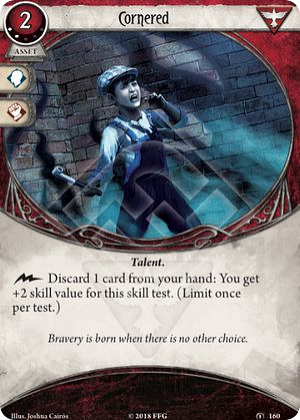 Cornered
2
ASSET
Talent.
Discard 1 card from your hand: You get
+2 skill value for this skill test. (Limit once
per test.)
Bravery is born when there is no other choice.
Illus. Joshua Cairós
© 2018 FFG
160